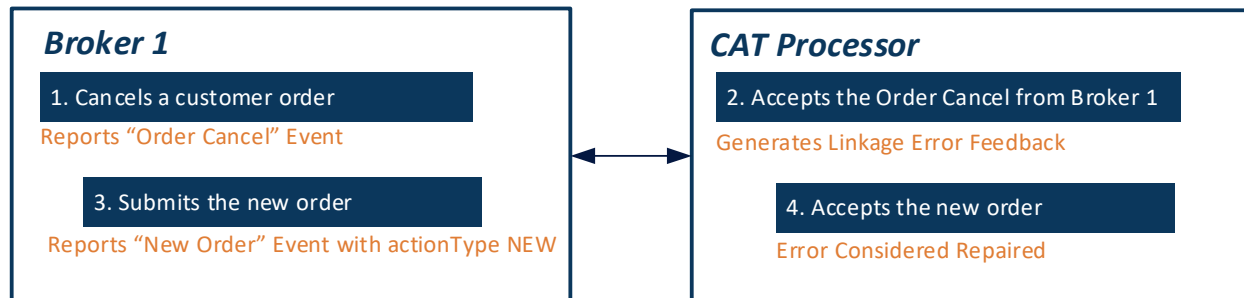 Broker 1
1. Cancels a customer order
Reports “Order Cancel” Event
3. Submits the new order
Reports “New Order” Event with actionType NEW
CAT Processor
2. Accepts the Order Cancel from Broker 1
Generates Linkage Error Feedback
4. Accepts the new order
Error Considered Repaired